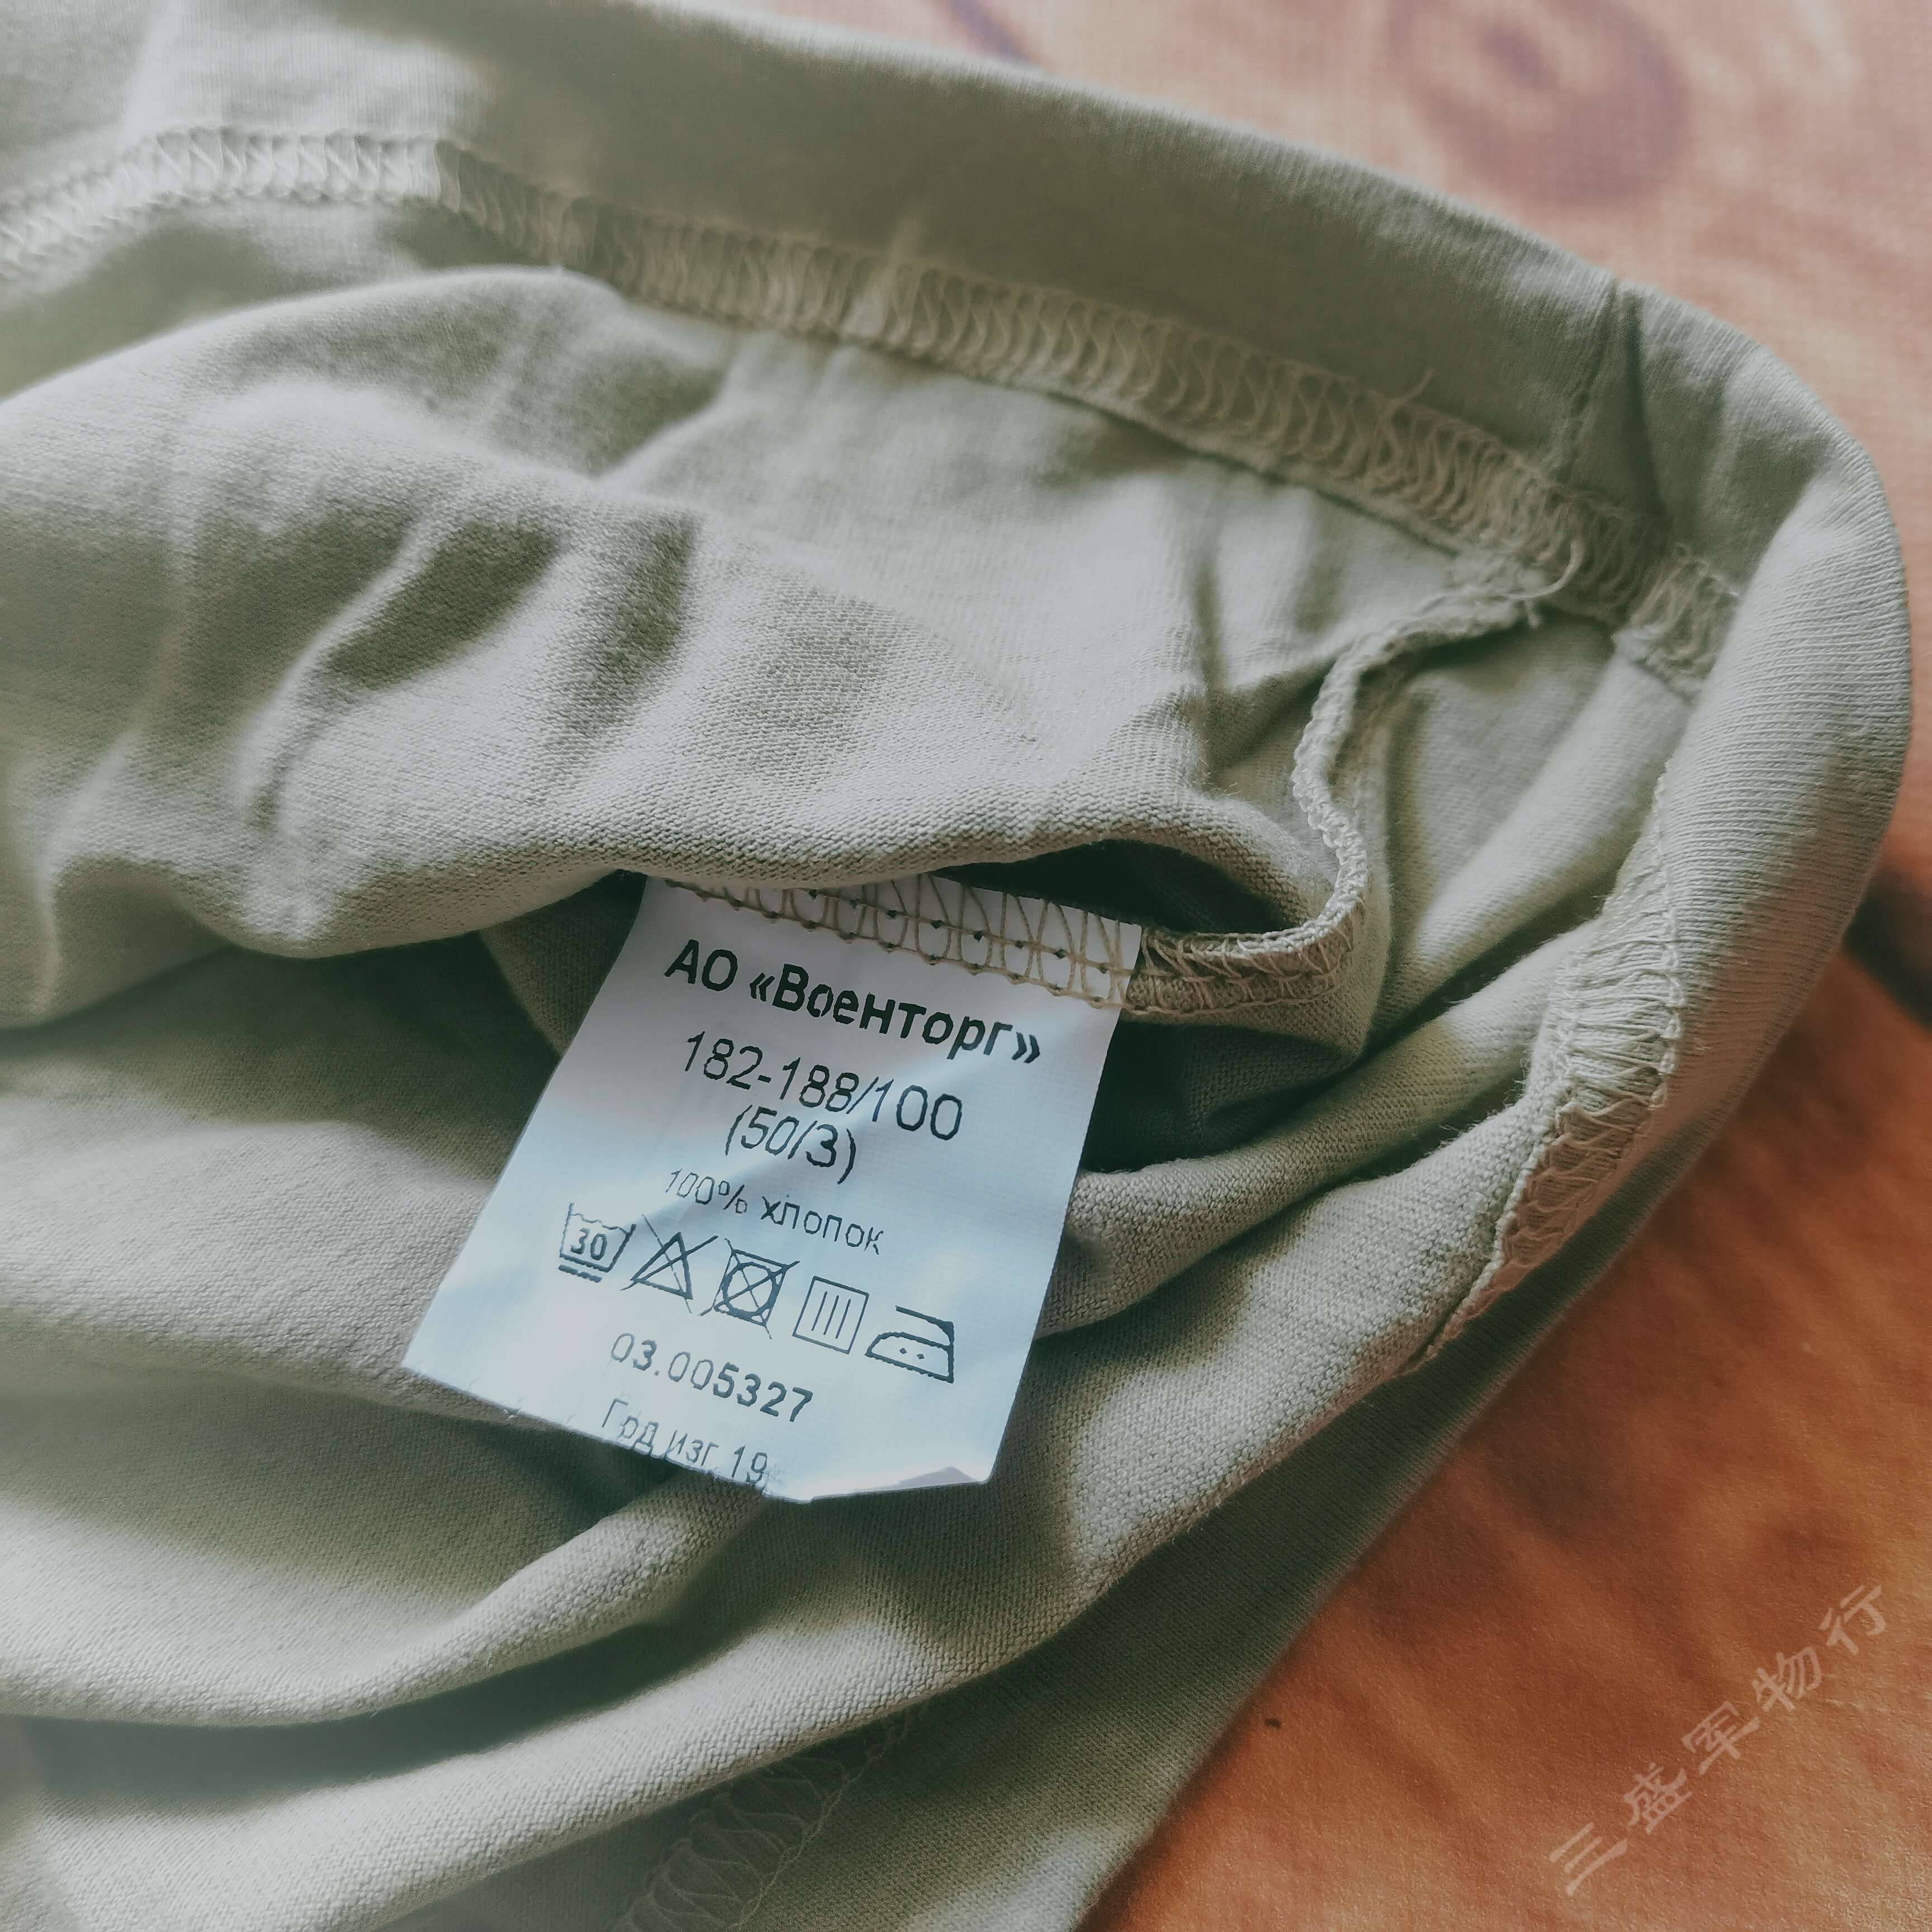 АО «Военторг»
182-188/100
(50/3)
100% хлопок
30
03.005327
Год изг. 19
三盛军物行